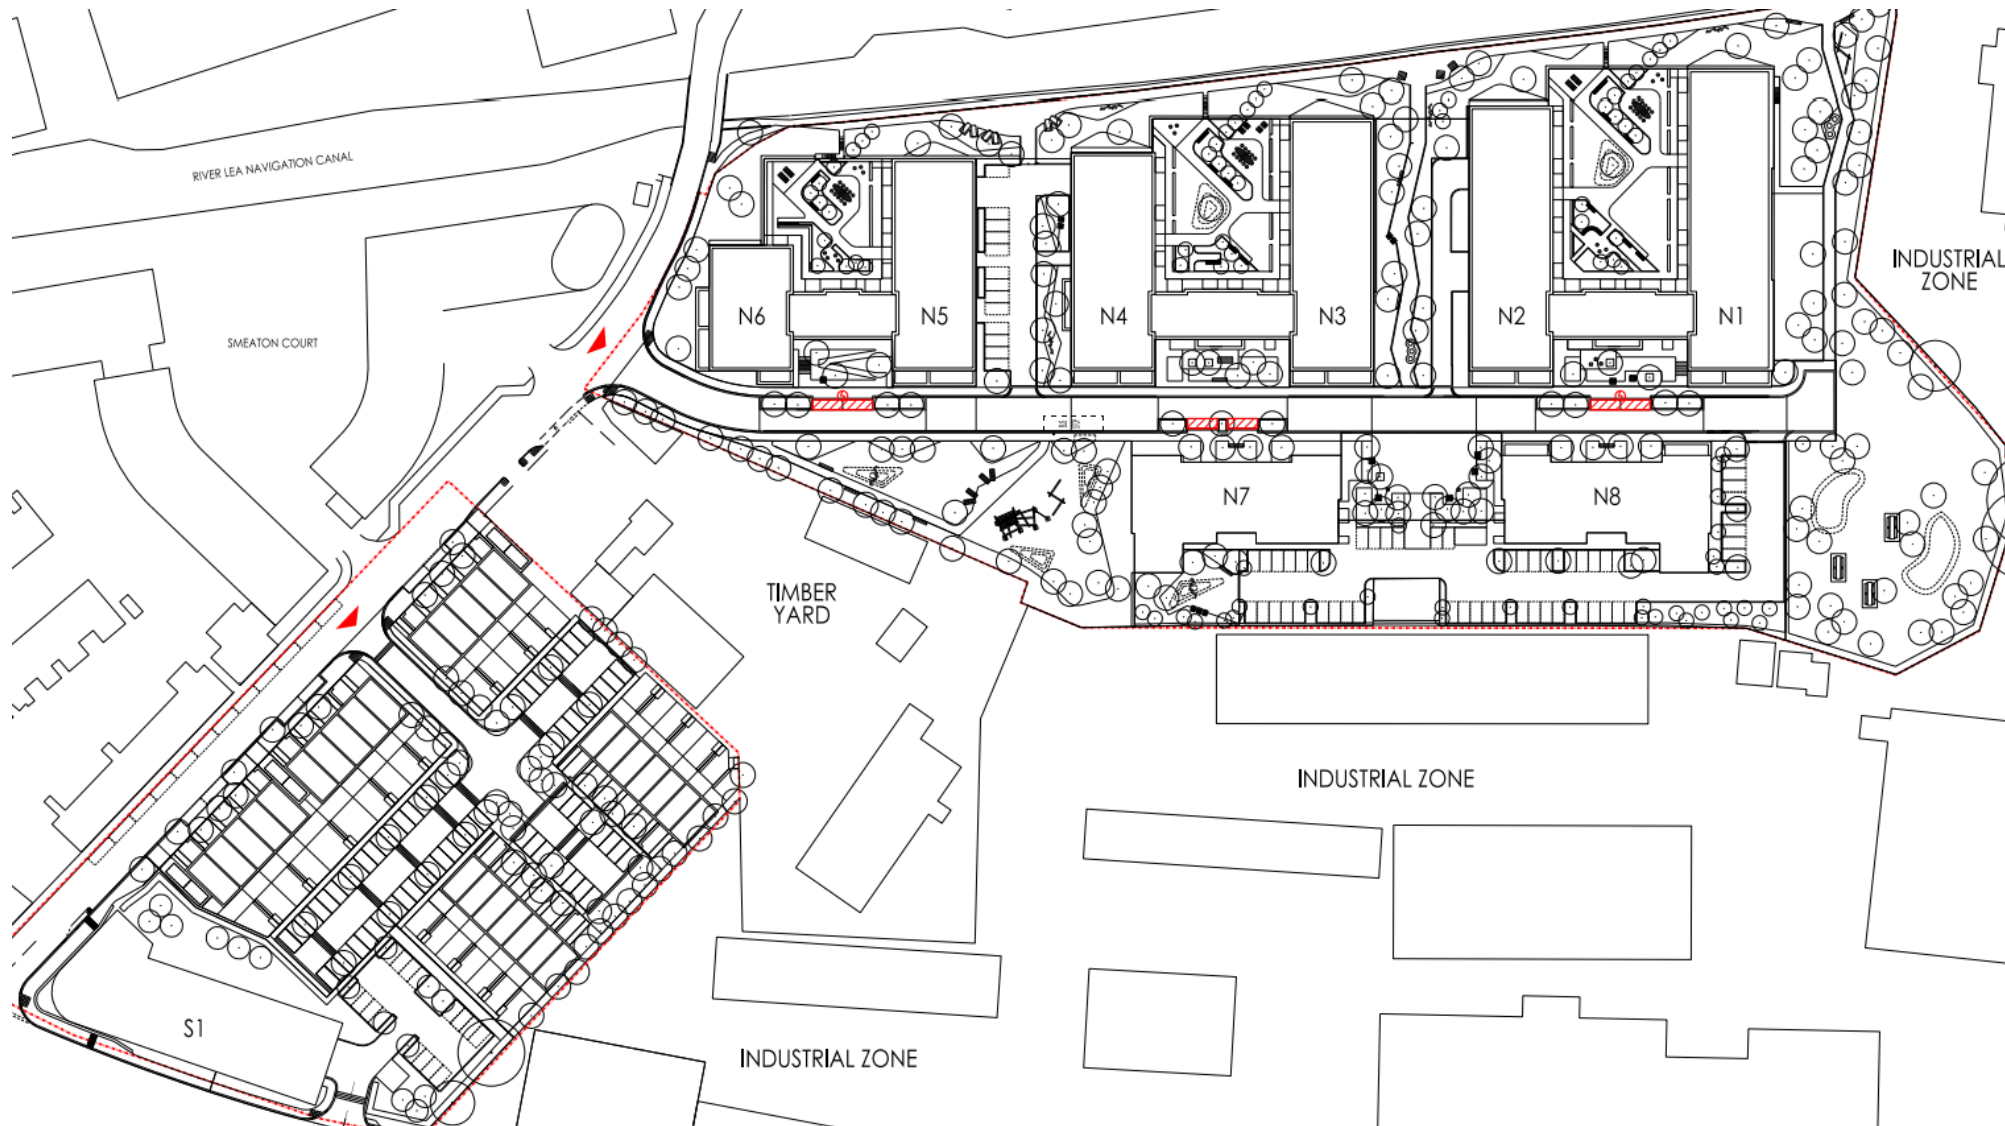 RIVER LEA NAVIGATION CANAL
INDUSTRIAL
ZONE
SMEATON COURT
N6
N5
N4
N3
N2
N1
N7
N8
TIMBER
YARD
INDUSTRIAL ZONE
S1
INDUSTRIAL ZONE